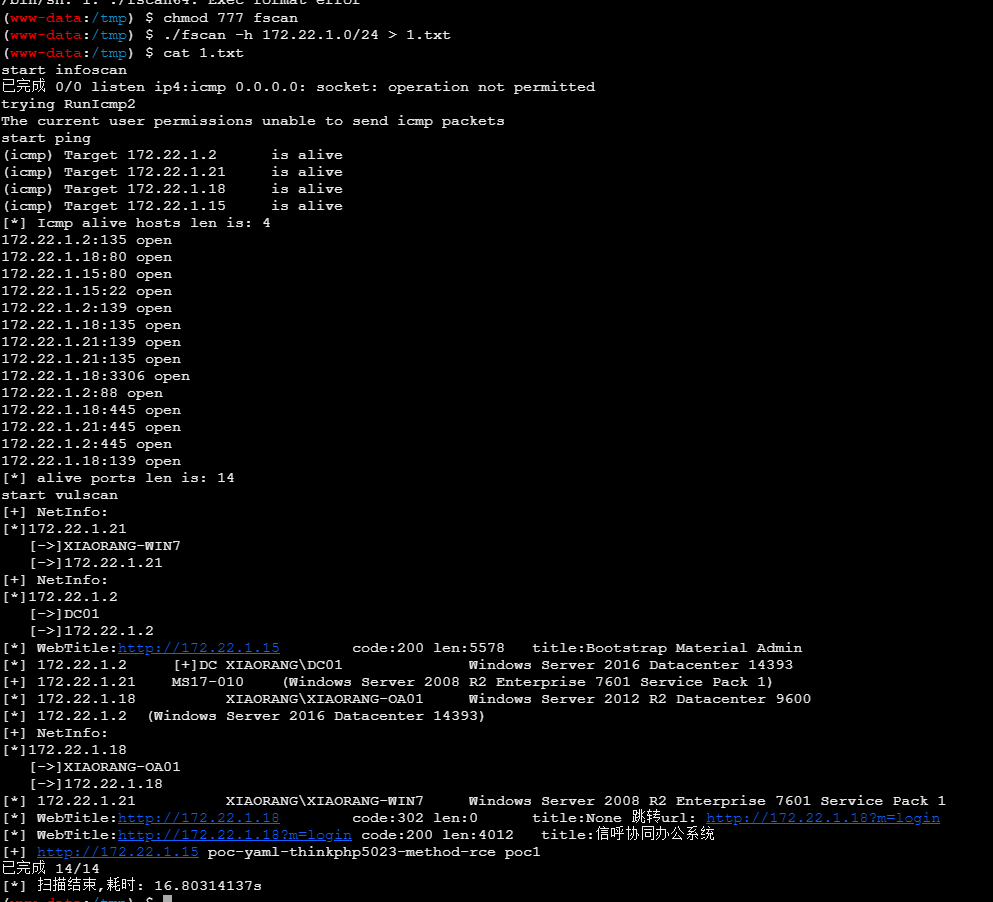 /bin/sh: 1: ./fscan64: Exec format error
(www-data:/tmp) $ chmod 777 fscan
(www-data:/tmp) $ ./fscan -h 172.22.1.0/24 > 1.txt
(www-data:/tmp) $ cat 1.txt
start infoscan
已完成 0/0 listen ip4:icmp 0.0.0.0: socket: operation not permitted
trying RunIcmp2
The current user permissions unable to send icmp packets
start ping
(icmp) Target 172.22.1.2      is alive
(icmp) Target 172.22.1.21     is alive
(icmp) Target 172.22.1.18     is alive
(icmp) Target 172.22.1.15     is alive
[*] Icmp alive hosts len is: 4
172.22.1.2:135 open
172.22.1.18:80 open
172.22.1.15:80 open
172.22.1.15:22 open
172.22.1.2:139 open
172.22.1.18:135 open
172.22.1.21:139 open
172.22.1.21:135 open
172.22.1.18:3306 open
172.22.1.2:88 open
172.22.1.18:445 open
172.22.1.21:445 open
172.22.1.2:445 open
172.22.1.18:139 open
[*] alive ports len is: 14
start vulscan
[+] NetInfo:
[*]172.22.1.21
   [->]XIAORANG-WIN7
   [->]172.22.1.21
[+] NetInfo:
[*]172.22.1.2
   [->]DC01
   [->]172.22.1.2
[*] WebTitle:http://172.22.1.15        code:200 len:5578   title:Bootstrap Material Admin
[*] 172.22.1.2     [+]DC XIAORANG\DC01              Windows Server 2016 Datacenter 14393
[+] 172.22.1.21    MS17-010    (Windows Server 2008 R2 Enterprise 7601 Service Pack 1)
[*] 172.22.1.18          XIAORANG\XIAORANG-OA01     Windows Server 2012 R2 Datacenter 9600
[*] 172.22.1.2  (Windows Server 2016 Datacenter 14393)
[+] NetInfo:
[*]172.22.1.18
   [->]XIAORANG-OA01
   [->]172.22.1.18
[*] 172.22.1.21          XIAORANG\XIAORANG-WIN7     Windows Server 2008 R2 Enterprise 7601 Service Pack 1
[*] WebTitle:http://172.22.1.18        code:302 len:0      title:None 跳转url: http://172.22.1.18?m=login
[*] WebTitle:http://172.22.1.18?m=login code:200 len:4012   title:信呼协同办公系统
[+] http://172.22.1.15 poc-yaml-thinkphp5023-method-rce poc1
已完成 14/14
[*] 扫描结束,耗时: 16.80314137s
(www-data:/tmp) $